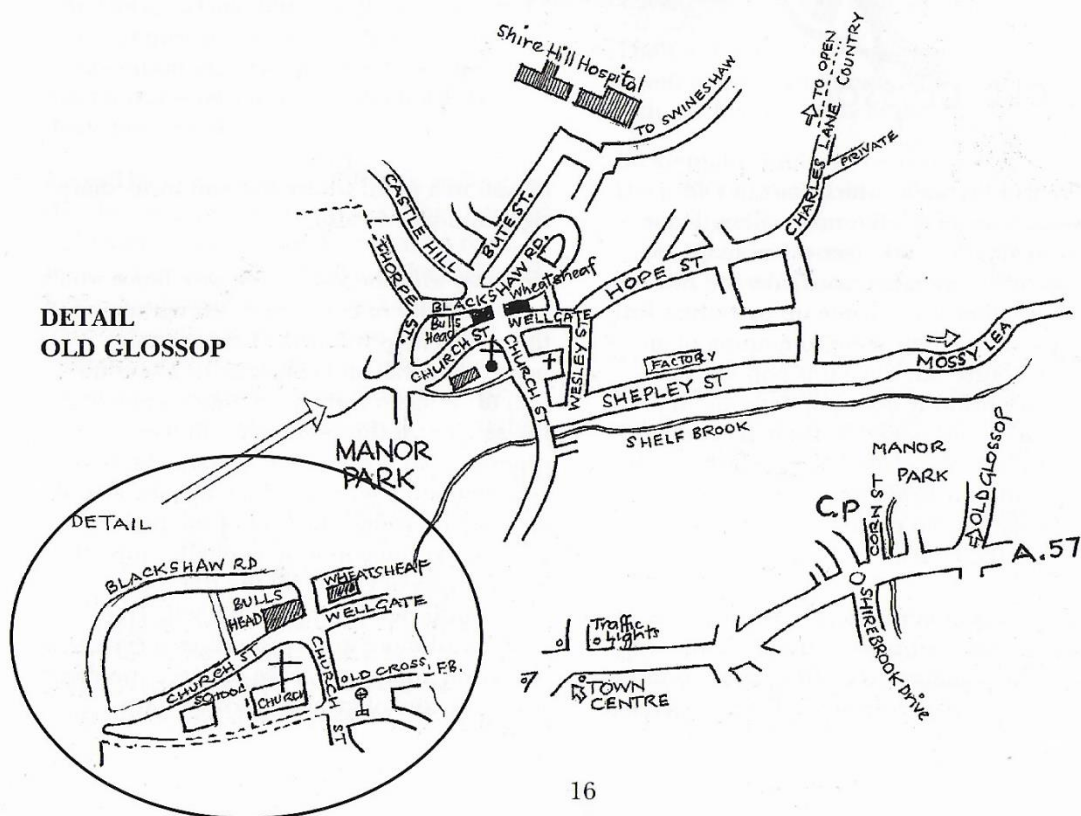 Shire Hill Hospital
TO SWINESHAW
TO OPEN
COUNTRY
CHARLES LANE
PRIVATE
CASTLE HILL
BUTE ST.
THORPE ST.
BLACKSHAW RD.
Wheatsheaf
HOPE ST
Bulls
Head
WELLGATE
CHURCH ST
CHURCH ST
WESLEY ST
FACTORY
SHEPLEY ST
MOSSY LEA
SHELF BROOK
DETAIL
OLD GLOSSOP
MANOR
PARK
DETAIL
BLACKSHAW RD
WHEATSHEAF
BULLS
HEAD
WELLGATE
CHURCH ST
SCHOOL
CHURCH
CHURCH ST
OLD CROSS
FB.
MANOR
PARK
C.P
CORN ST
OLD GLOSSOP
A.57
SHIREBROOK Drive
Traffic
Lights
TOWN
CENTRE
16